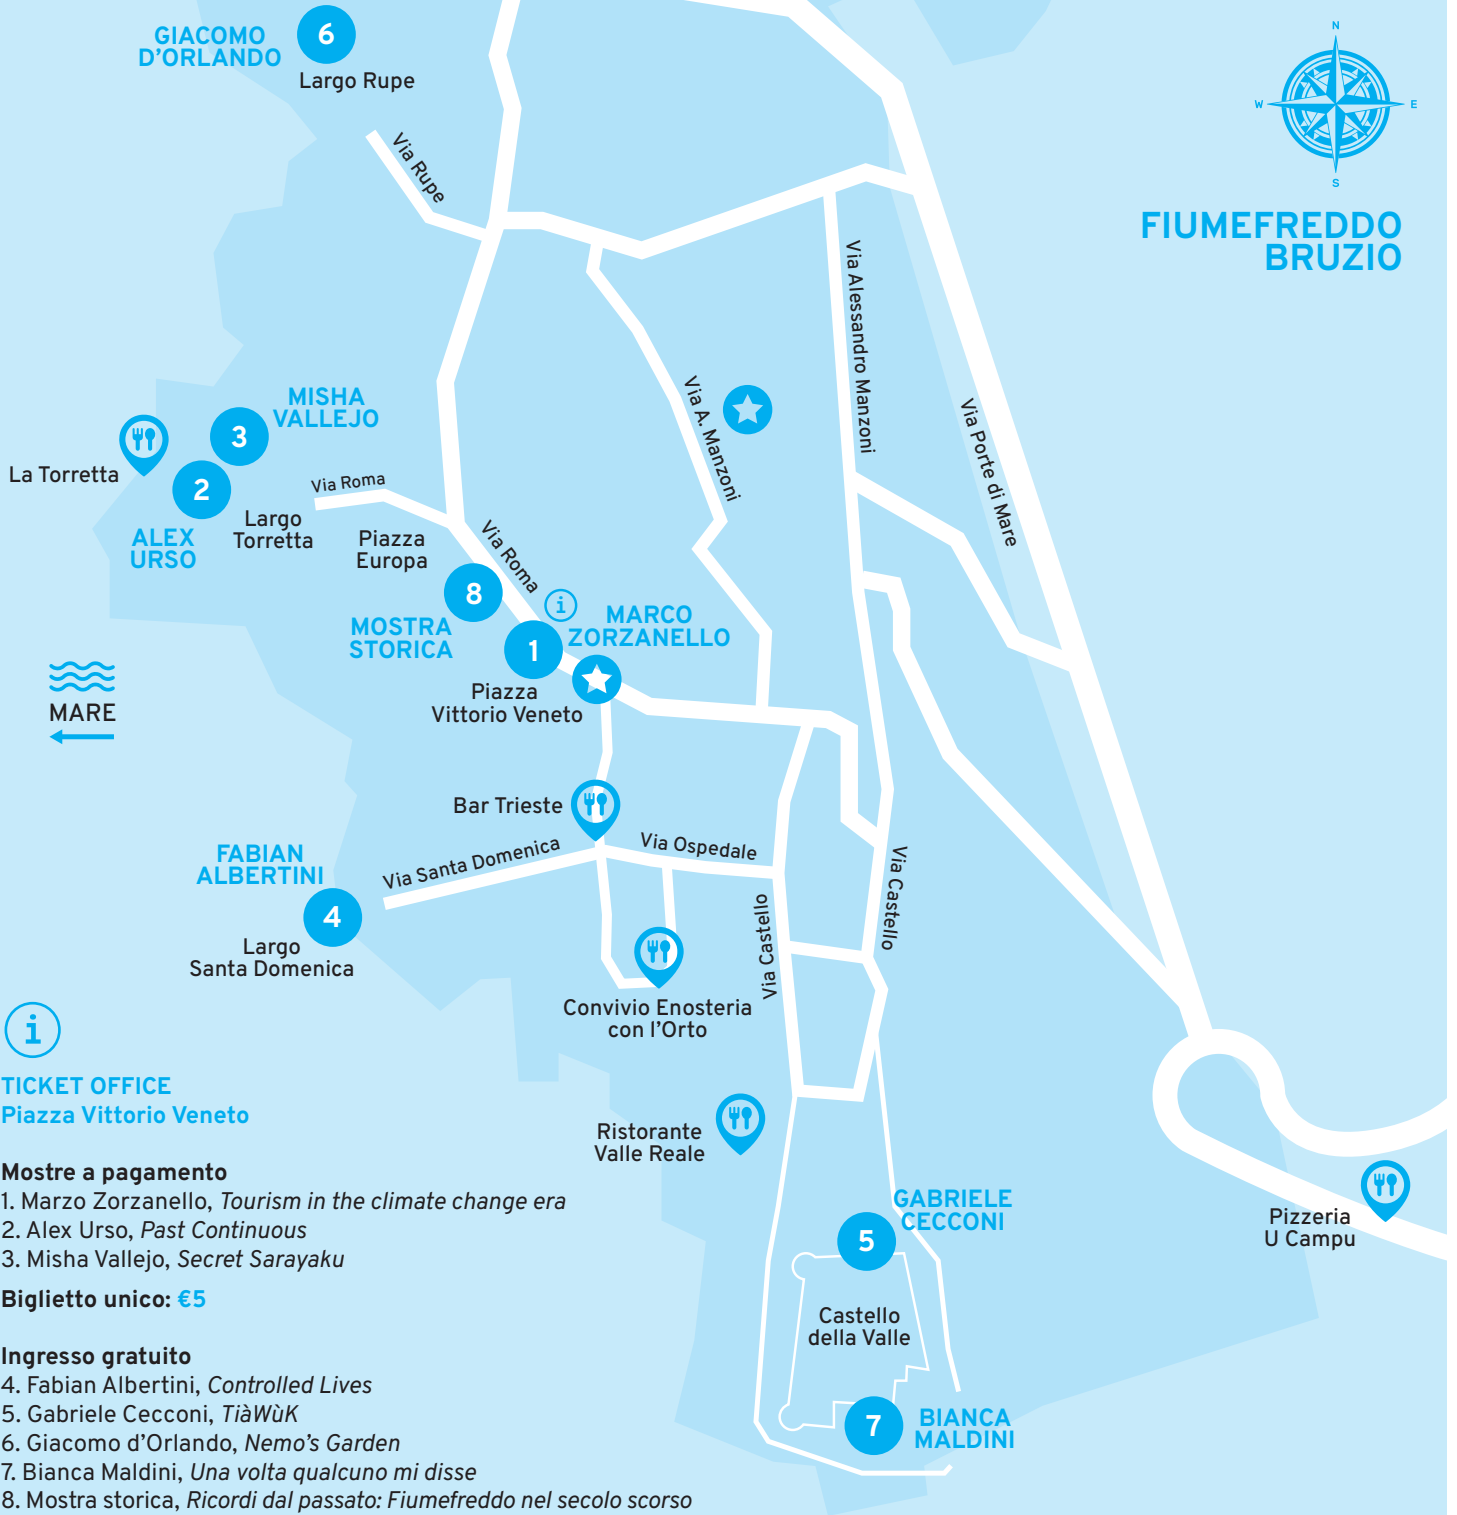 GIACOMO
D'ORLANDO
6
Largo Rupe
N
W
E
S
FIUMEFREDDO
BRUZIO
Via Rupe
Via Alessandro Manzoni
Via A. Manzoni
Via Porte di Mare
MISHA
VALLEJO
3
La Torretta
2
ALEX
URSO
Largo
Torretta
Via Roma
Piazza
Europa
Via Roma
8
MOSTRA
STORICA
i
MARCO
ZORZANELLO
1
Piazza
Vittorio Veneto
MARE
Bar Trieste
Via Santa Domenica
Via Ospedale
FABIAN
ALBERTINI
4
Largo
Santa Domenica
Via Castello
Via Castello
Convivio Enosteria
con l'Orto
Ristorante
Valle Reale
GABRIELE
CECCONI
5
Castello
della Valle
7
BIANCA
MALDINI
Pizzeria
U Campu
i
TICKET OFFICE
Piazza Vittorio Veneto
Mostre a pagamento
1. Marzo Zorzanello, Tourism in the climate change era
2. Alex Urso, Past Continuous
3. Misha Vallejo, Secret Sarayaku
Biglietto unico: €5
Ingresso gratuito
4. Fabian Albertini, Controlled Lives
5. Gabriele Cecconi, TiàWùK
6. Giacomo d'Orlando, Nemo's Garden
7. Bianca Maldini, Una volta qualcuno mi disse
8. Mostra storica, Ricordi dal passato: Fiumefreddo nel secolo scorso